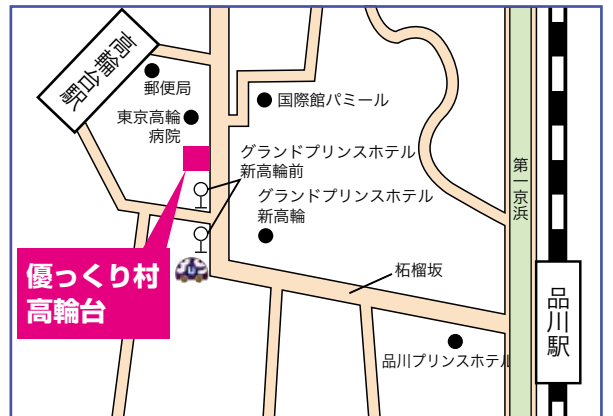 高輪台駅
郵便局
東京高輪
病院
国際館パミール
グランドプリンスホテル
新高輪前
グランドプリンスホテル
新高輪
優っくり村
高輪台
柘榴坂
品川プリンスホテル
第一京浜
品川駅